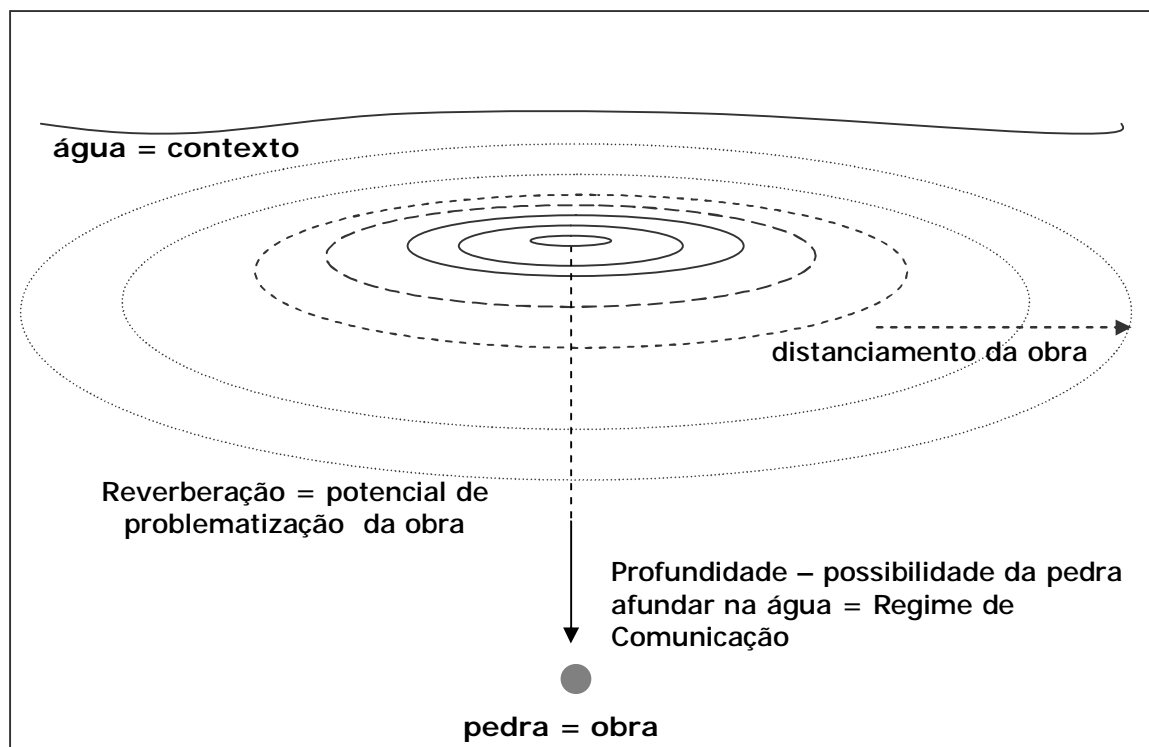 água = contexto
distanciamento da obra
Reverberação = potencial de
problematização da obra
Profundidade – possibilidade da pedra
afundar na água = Regime de
Comunicação
pedra = obra